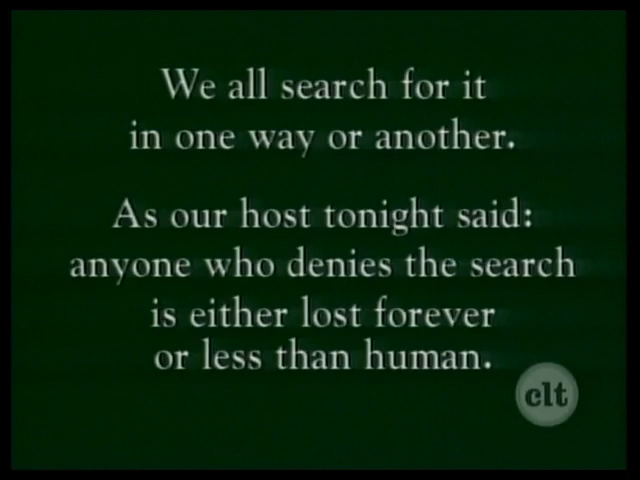 We all search for it
in one way or another.
As our host tonight said:
anyone who denies the search
is either lost forever
or less than human.
clt